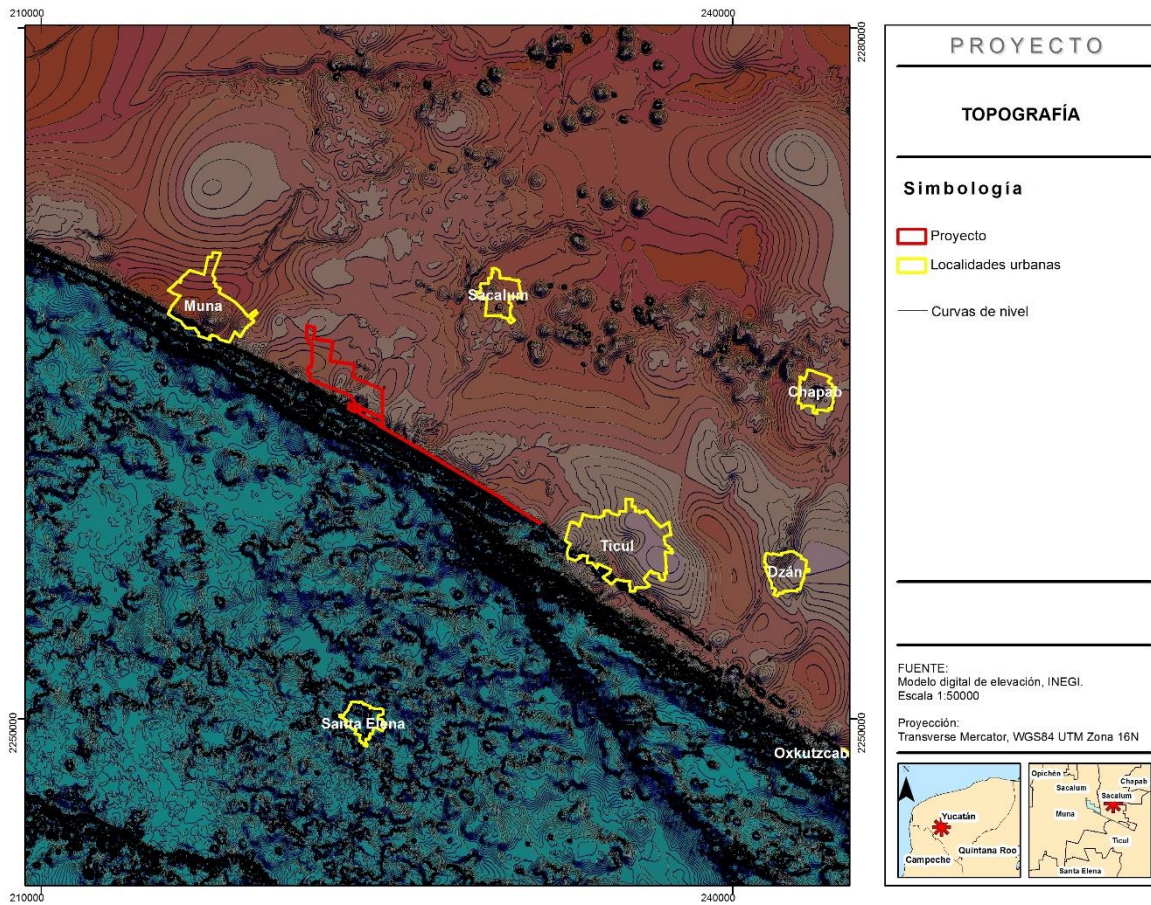 210000
240000
2280000
2250000
Muna
Sacalum
Chapab
Ticul
Dzán
Santa Elena
Oxkutzcab
2280000
2250000
210000
240000
PROYECTO
TOPOGRAFÍA
Simbología
Proyecto
Localidades urbanas
Curvas de nivel
FUENTE:
Modelo digital de elevación, INEGI.
Escala 1:50000
Proyección:
Transverse Mercator, WGS84 UTM Zona 16N
N
Yucatán
Quintana Roo
Campeche
Opichén
Chapab
Sacalum
Sacalum
Muna
Ticul
Santa Elena